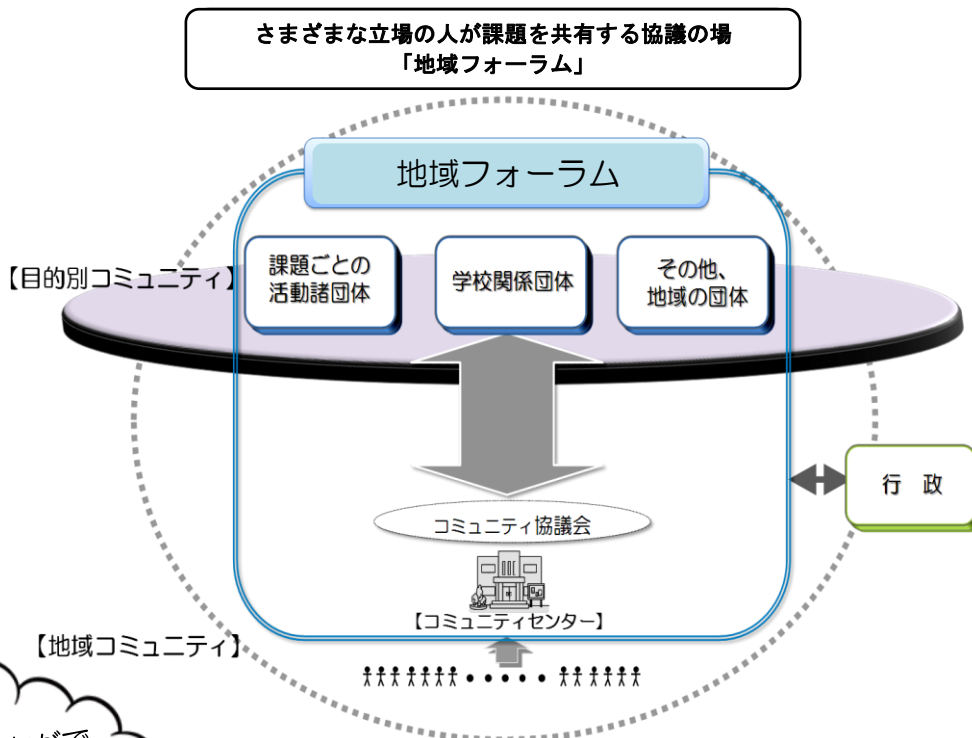 さまざまな立場の人が課題を共有する協議の場
「地域フォーラム」
地域フォーラム
【目的別コミュニティ】
課題ごとの
活動諸団体
学校関係団体
その他、
地域の団体
行 政
コミュニティ協議会
【コミュニティセンター】
【地域コミュニティ】